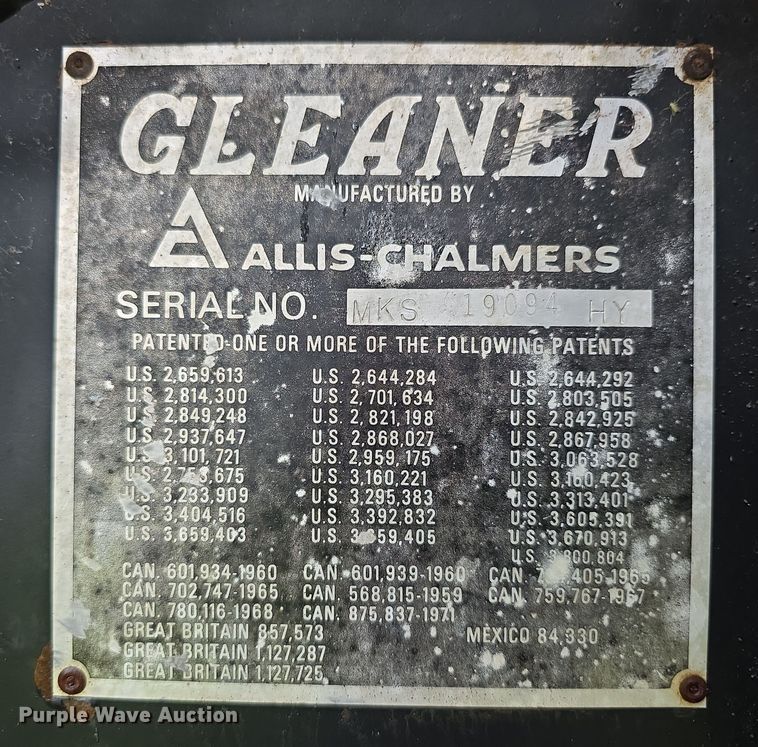 GLEANER
MANUFACTURED BY
ALLIS-CHALMERS
SERIAL NO. MKS 19094 HY
PATENTED-ONE OR MORE OF THE FOLLOWING PATENTS
U.S. 2,659,613 U.S. 2,644,284 U.S. 2,644,292
U.S. 2,814,300 U.S. 2,701,634 U.S. 2,803,505
U.S. 2,849,248 U.S. 2,821,198 U.S. 2,842,925
U.S. 2,937,647 U.S. 2,868,027 U.S. 2,867,958
U.S. 3,101,721 U.S. 2,959,175 U.S. 3,063,528
U.S. U.S. 3,160,221 U.S. 3,160,423
U.S. 3,233,909 U.S. 3,295,383 U.S. 3,313,401
U.S. 3,404,516 U.S. 3,392,832 U.S. 3,605,391
U.S. 3,659,403 U.S. U.S. 3,670,913
U.S. 3,800,804
CAN. 601,934-1960 CAN. 601,939-1960 CAN.
CAN. 702,747-1965 CAN. 568,815-1959 CAN. 759,767-1967
CAN. 780,116-1968 CAN. 875,837-1971
GREAT BRITAIN 857,573 MEXICO 84,330
GREAT BRITAIN 1,127,287
GREAT BRITAIN 1,127,725
Purple Wave Auction